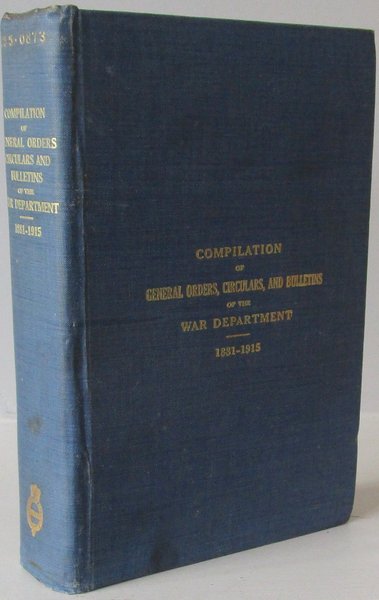 COMPILATION
OF
GENERAL ORDERS
CIRCULARS AND
BULLETINS
OF THE
WAR DEPARTMENT
1881-1915
COMPILATION
OF
GENERAL ORDERS, CIRCULARS, AND BULLETINS
OF THE
WAR DEPARTMENT
1881-1915